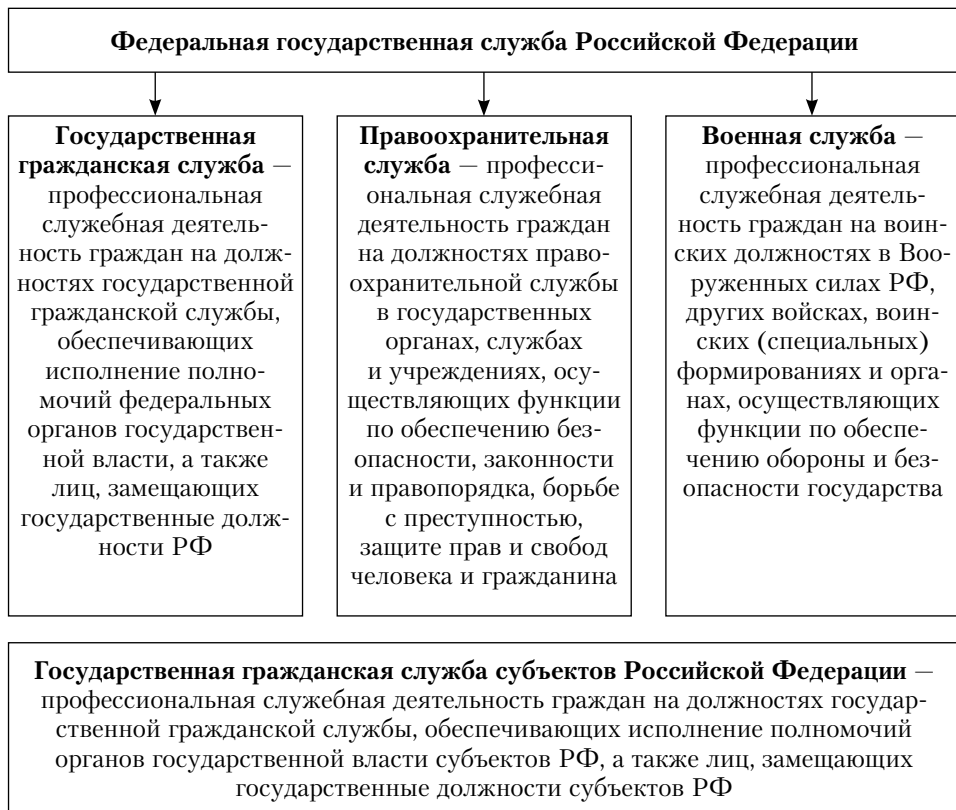 Федеральная государственная служба Российской Федерации
Государственная
гражданская служба —
профессиональная
служебная деятель-
ность граждан на долж-
ностях государственной
гражданской службы,
обеспечивающих
исполнение полно-
мочий федеральных
органов государствен-
ной власти, а также
лиц, замещающих
государственные долж-
ности РФ
Правоохранительная
служба — професси-
ональная служебная
деятельность граждан
на должностях право-
охранительной службы
в государственных
органах, службах
и учреждениях, осу-
ществляющих функции
по обеспечению без-
опасности, законности
и правопорядка, борьбе
с преступностью,
защите прав и свобод
человека и гражданина
Военная служба —
профессиональная
служебная деятель-
ность граждан на воин-
ских должностях в Воо-
руженных силах РФ,
других войсках, воин-
ских (специальных)
формированиях и орга-
нах, осуществляющих
функции по обеспе-
чению обороны и без-
опасности государства
Государственная гражданская служба субъектов Российской Федерации —
профессиональная служебная деятельность граждан на должностях государ-
ственной гражданской службы, обеспечивающих исполнение полномочий
органов государственной власти субъектов РФ, а также лиц, замещающих
государственные должности субъектов РФ